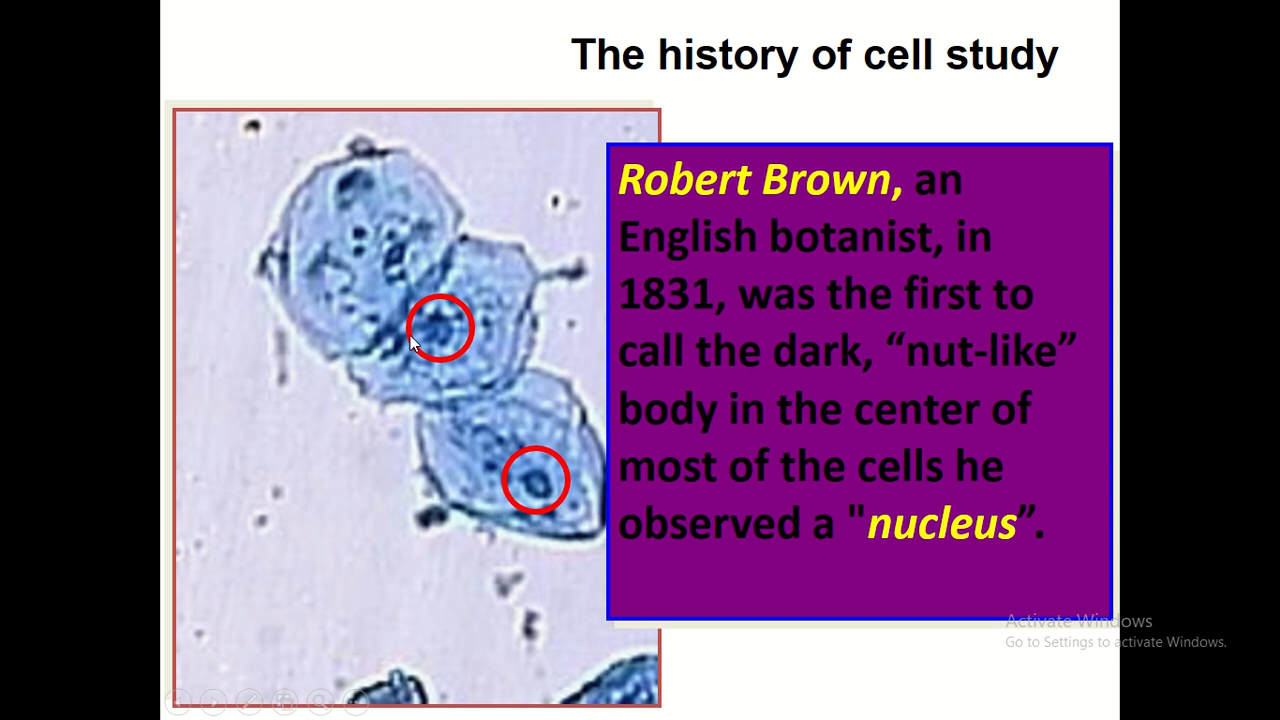 The history of cell study
Robert Brown, an
English botanist, in
1831, was the first to
call the dark, “nut-like”
body in the center of
most of the cells he
observed a "nucleus”.
Activate Windows
Go to Settings to activate Windows.